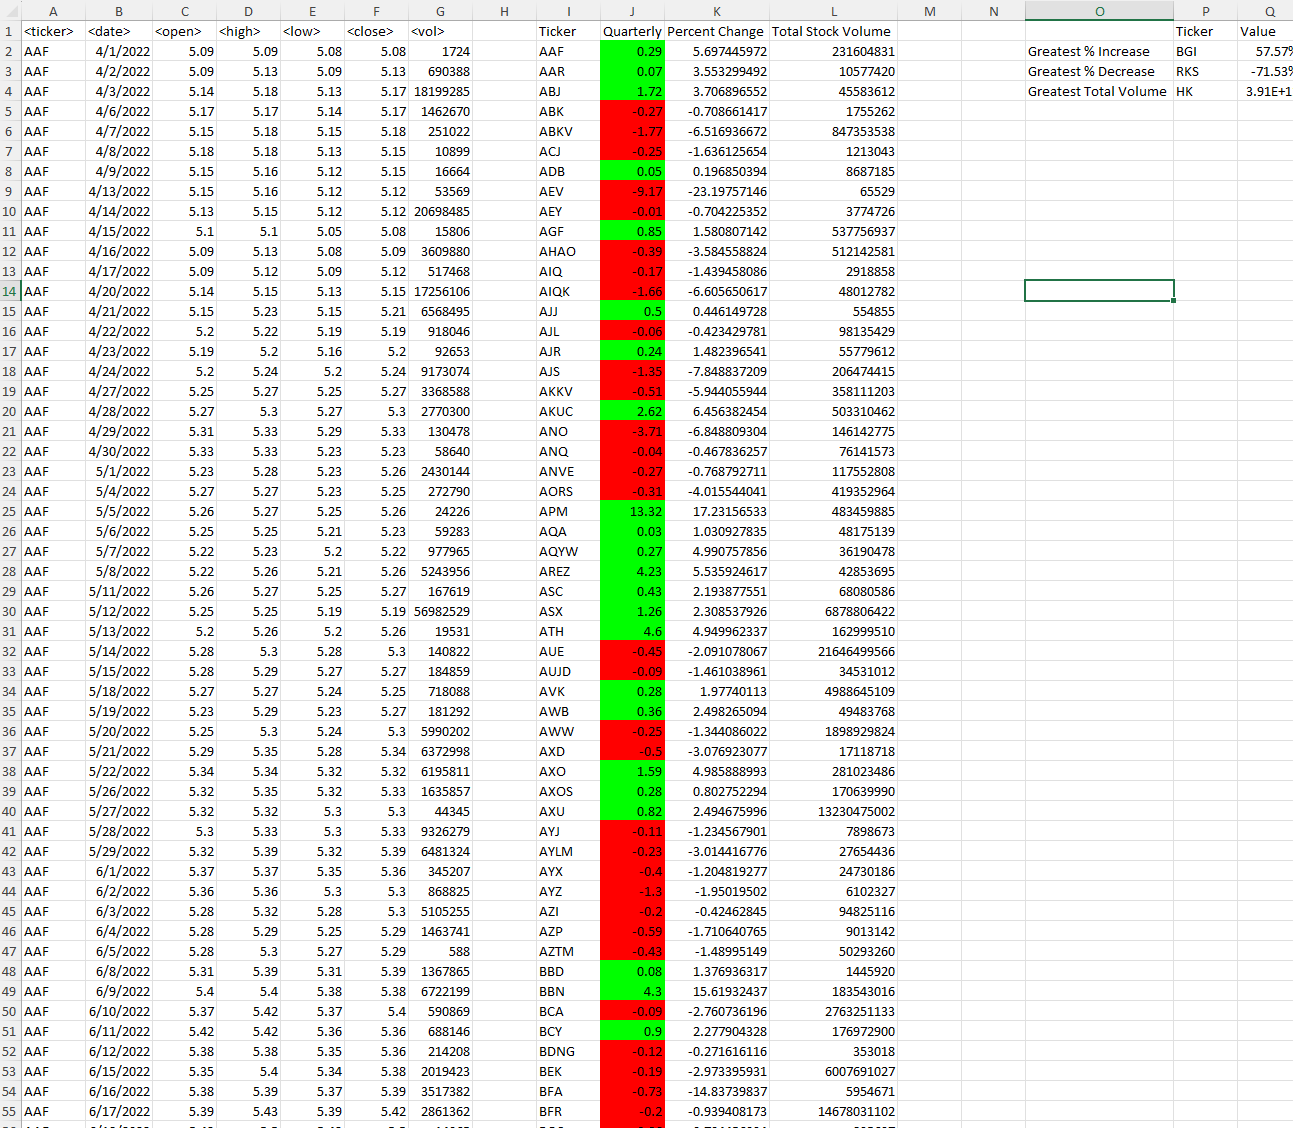 A B C D E F G H I J K L M N O P Q
1 <ticker> <date> <open> <high> <low> <close> <vol> Ticker Quarterly Percent Change Total Stock Volume Ticker Value
2 AAF 4/1/2022 5.09 5.09 5.08 5.08 1724 AAF 0.29 5.697445972 231604831 Greatest % Increase BGI 57.57%
3 AAF 4/2/2022 5.09 5.13 5.09 5.13 690388 AAR 0.07 3.553299492 10577420 Greatest % Decrease RKS -71.53%
4 AAF 4/3/2022 5.14 5.18 5.13 5.17 18199285 ABJ 1.72 3.706896552 45583612 Greatest Total Volume HK 3.91E+1
5 AAF 4/6/2022 5.17 5.17 5.14 5.17 1462670 ABK -0.27 -0.708661417 1755262
6 AAF 4/7/2022 5.15 5.18 5.15 5.18 251022 ABKV -1.77 -6.516936672 847353538
7 AAF 4/8/2022 5.18 5.18 5.13 5.15 10899 ACJ -0.25 -1.636125654 1213043
8 AAF 4/9/2022 5.15 5.16 5.12 5.15 16664 ADB 0.05 0.196850394 8687185
9 AAF 4/13/2022 5.15 5.16 5.12 5.12 53569 AEV -9.17 -23.19757146 65529
10 AAF 4/14/2022 5.13 5.15 5.12 5.12 20698485 AEY -0.01 -0.704225352 3774726
11 AAF 4/15/2022 5.1 5.1 5.05 5.08 15806 AGF 0.85 1.580807142 537756937
12 AAF 4/16/2022 5.09 5.13 5.08 5.09 3609880 AHAO -0.39 -3.584558824 512142581
13 AAF 4/17/2022 5.09 5.12 5.09 5.12 517468 AIQ -0.17 -1.439458086 2918858
14 AAF 4/20/2022 5.14 5.15 5.13 5.15 17256106 AIQK -1.66 -6.605650617 48012782
15 AAF 4/21/2022 5.15 5.23 5.15 5.21 6568495 AJJ 0.5 0.446149728 554855
16 AAF 4/22/2022 5.2 5.22 5.19 5.19 918046 AJL -0.06 -0.423429781 98135429
17 AAF 4/23/2022 5.19 5.2 5.16 5.2 92653 AJR 0.24 1.482396541 55779612
18 AAF 4/24/2022 5.2 5.24 5.2 5.24 9173074 AJS -1.35 -7.848837209 206474415
19 AAF 4/27/2022 5.25 5.27 5.25 5.27 3368588 AKKV -0.51 -5.944055944 358111203
20 AAF 4/28/2022 5.27 5.3 5.27 5.3 2770300 AKUC 2.62 6.456382454 503310462
21 AAF 4/29/2022 5.31 5.33 5.29 5.33 130478 ANO -3.71 -6.848809304 146142775
22 AAF 4/30/2022 5.33 5.33 5.23 5.23 58640 ANQ -0.04 -0.467836257 76141573
23 AAF 5/1/2022 5.23 5.28 5.23 5.26 2430144 ANVE -0.27 -0.768792711 117552808
24 AAF 5/4/2022 5.27 5.27 5.23 5.25 272790 AORS -0.31 -4.015544041 419352964
25 AAF 5/5/2022 5.26 5.27 5.25 5.26 24226 APM 13.32 17.23156533 483459885
26 AAF 5/6/2022 5.25 5.25 5.21 5.23 59283 AQA 0.03 1.030927835 48175139
27 AAF 5/7/2022 5.22 5.23 5.2 5.22 977965 AQYW 0.27 4.990757856 36190478
28 AAF 5/8/2022 5.22 5.26 5.21 5.26 5243956 AREZ 4.23 5.535924617 42853695
29 AAF 5/11/2022 5.26 5.27 5.25 5.27 167619 ASC 0.43 2.193877551 68080586
30 AAF 5/12/2022 5.25 5.25 5.19 5.19 56982529 ASX 1.26 2.308537926 6878806422
31 AAF 5/13/2022 5.2 5.26 5.2 5.26 19531 ATH 4.6 4.949962337 162999510
32 AAF 5/14/2022 5.28 5.3 5.28 5.3 140822 AUE -0.45 -2.091078067 21646499566
33 AAF 5/15/2022 5.28 5.29 5.27 5.27 184859 AUJD -0.09 -1.461038961 34531012
34 AAF 5/18/2022 5.27 5.27 5.24 5.25 718088 AVK 0.28 1.97740113 4988645109
35 AAF 5/19/2022 5.23 5.29 5.23 5.27 181292 AWB 0.36 2.498265094 49483768
36 AAF 5/20/2022 5.25 5.3 5.24 5.3 5990202 AWW -0.25 -1.344086022 1898929824
37 AAF 5/21/2022 5.29 5.35 5.28 5.34 6372998 AXD -0.5 -3.076923077 17118718
38 AAF 5/22/2022 5.34 5.34 5.32 5.32 6195811 AXO 1.59 4.985888993 281023486
39 AAF 5/26/2022 5.32 5.35 5.32 5.33 1635857 AXOS 0.28 0.802752294 170639990
40 AAF 5/27/2022 5.32 5.32 5.3 5.3 44345 AXU 0.82 2.494675996 13230475002
41 AAF 5/28/2022 5.3 5.33 5.3 5.33 9326279 AYJ -0.11 -1.234567901 7898673
42 AAF 5/29/2022 5.32 5.39 5.32 5.39 6481324 AYLM -0.23 -3.014416776 27654436
43 AAF 6/1/2022 5.37 5.37 5.35 5.36 345207 AYX -0.4 -1.204819277 24730186
44 AAF 6/2/2022 5.36 5.36 5.3 5.3 868825 AYZ -1.3 -1.95019502 6102327
45 AAF 6/3/2022 5.28 5.32 5.28 5.3 5105255 AZI -0.2 -0.42462845 94825116
46 AAF 6/4/2022 5.28 5.29 5.25 5.29 1463741 AZP -0.59 -1.710640765 9013142
47 AAF 6/5/2022 5.28 5.3 5.27 5.29 588 AZTM -0.43 -1.48995149 50293260
48 AAF 6/8/2022 5.31 5.39 5.31 5.39 1367865 BBD 0.08 1.376936317 1445920
49 AAF 6/9/2022 5.4 5.4 5.38 5.38 6722199 BBN 4.3 15.61932437 183543016
50 AAF 6/10/2022 5.37 5.42 5.37 5.4 590869 BCA -0.09 -2.760736196 2763251133
51 AAF 6/11/2022 5.42 5.42 5.36 5.36 688146 BCY 0.9 2.277904328 176972900
52 AAF 6/12/2022 5.38 5.38 5.35 5.36 214208 BDNG -0.12 -0.271616116 353018
53 AAF 6/15/2022 5.35 5.4 5.34 5.38 2019423 BEK -0.19 -2.973395931 6007691027
54 AAF 6/16/2022 5.38 5.39 5.37 5.39 3517382 BFA -0.73 -14.83739837 5954671
55 AAF 6/17/2022 5.39 5.43 5.39 5.42 2861362 BFR -0.2 -0.939408173 14678031102